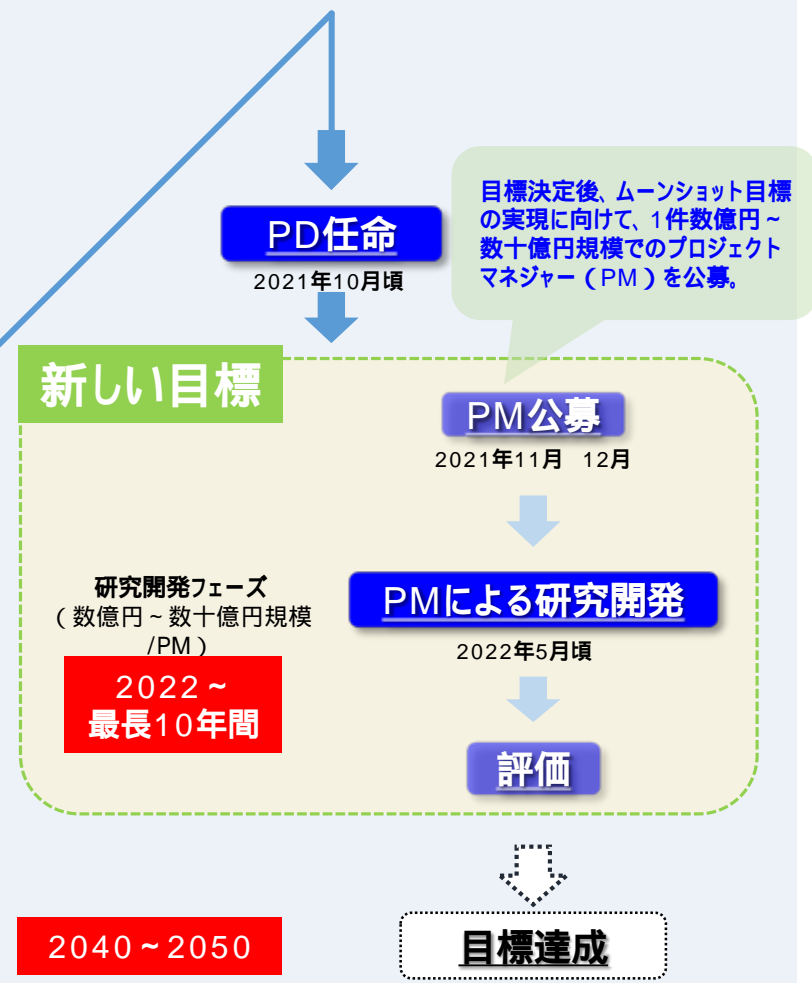 PD任命
2021年10月頃
目標決定後、ムーンショット目標
の実現に向けて、1件数億円~
数十億円規模でのプロジェクト
マネジャー(PM)を公募。
新しい目標
PM公募
2021年11月 12月
研究開発フェーズ
(数億円~数十億円規模
/PM)
2022~
最長10年間
PMによる研究開発
2022年5月頃
評価
2040~2050
目標達成